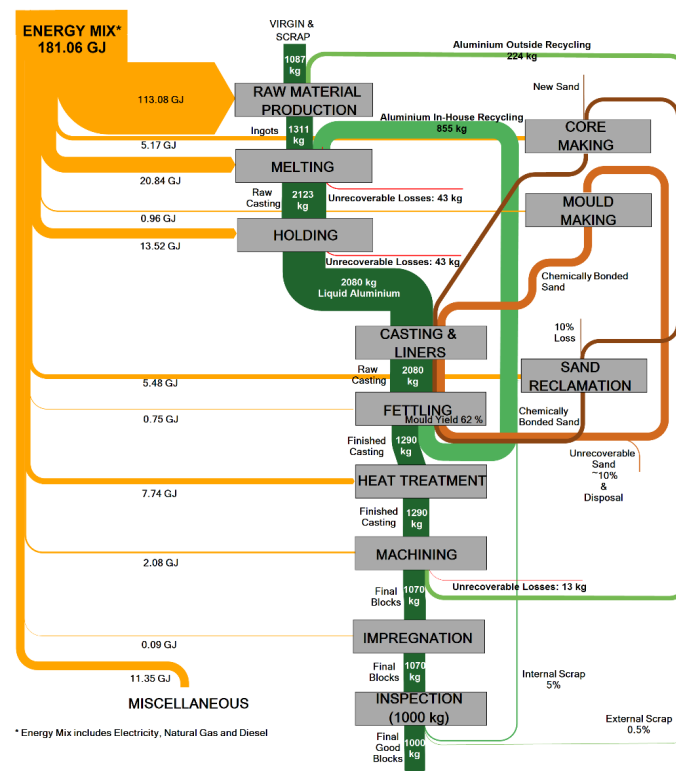 ENERGY MIX*
181.06 GJ
VIRGIN &
SCRAP
1087
kg
Aluminium Outside Recycling
224 kg
113.08 GJ
RAW MATERIAL
PRODUCTION
New Sand
Ingots
1311
kg
Aluminium In-House Recycling
855 kg
CORE
MAKING
5.17 GJ
MELTING
20.84 GJ
Raw
Casting
2123
kg
Unrecoverable Losses: 43 kg
MOULD
MAKING
0.96 GJ
HOLDING
13.52 GJ
Unrecoverable Losses: 43 kg
2080 kg
Liquid Aluminium
Chemically Bonded
Sand
CASTING &
LINERS
10%
Loss
Raw
Casting
2080
kg
SAND
RECLAMATION
5.48 GJ
FETTLING
Mould Yield 62 %
0.75 GJ
Chemically
Bonded Sand
Finished
Casting
1290
kg
Unrecoverable
Sand
~10%
&
Disposal
HEAT TREATMENT
7.74 GJ
Finished
Casting
1290
kg
MACHINING
2.08 GJ
Unrecoverable Losses: 13 kg
Final
Blocks
1070
kg
IMPREGNATION
0.09 GJ
Final
Blocks
1070
kg
11.35 GJ
MISCELLANEOUS
Internal Scrap
5%
INSPECTION
(1000 kg)
External Scrap
0.5%
Final
Good
Blocks
1000
kg
* Energy Mix includes Electricity, Natural Gas and Diesel